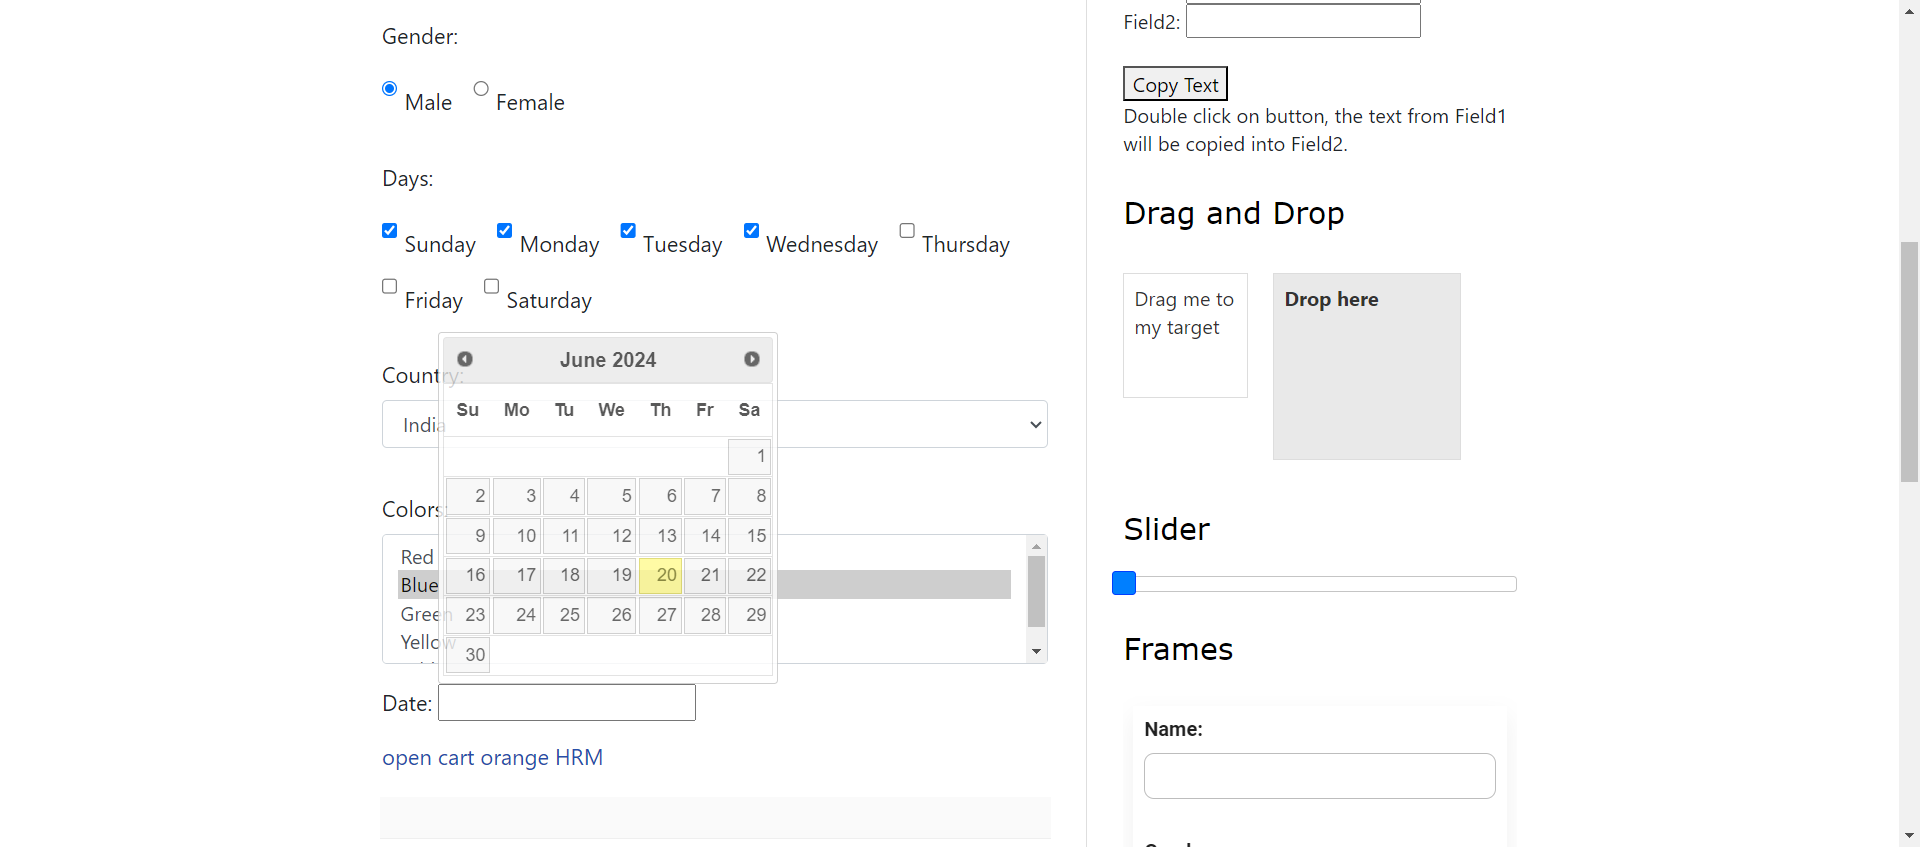 Gender:
Male Female
Days:
Sunday Monday Tuesday Wednesday Thursday
Friday Saturday
Country:
India
June 2024
Su Mo Tu We Th Fr Sa
1
2 3 4 5 6 7 8
9 10 11 12 13 14 15
16 17 18 19 20 21 22
23 24 25 26 27 28 29
30
Colors:
Red
Blue
Green
Yellow
Date:
open cart orange HRM
Field2:
Copy Text
Double click on button, the text from Field1
will be copied into Field2.
Drag and Drop
Drag me to
my target
Drop here
Slider
Frames
Name: